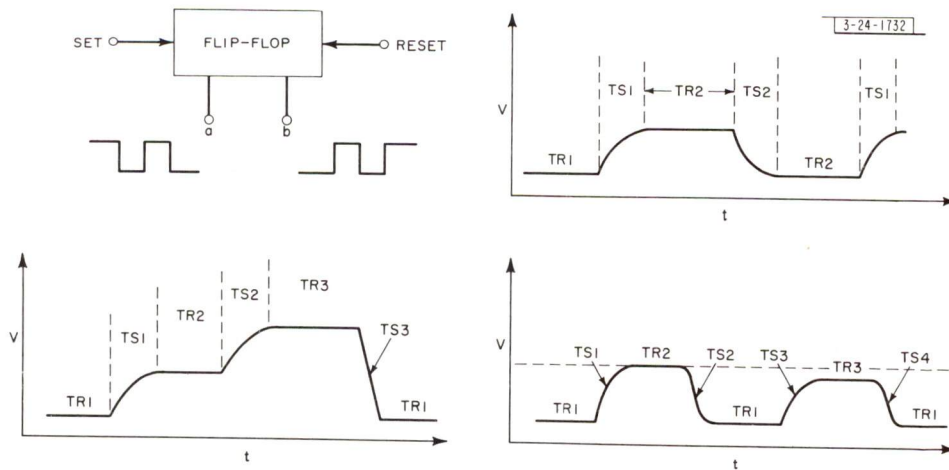 SET
FLIP-FLOP
RESET
a
b
3-24-1732
V
TS1
TR2
TS2
TS1
TR1
TR2
t
V
TS1
TR2
TS2
TR3
TS3
TR1
TR1
t
V
TS1
TR2
TS2
TS3
TR3
TS4
TR1
TR1
TR1
t